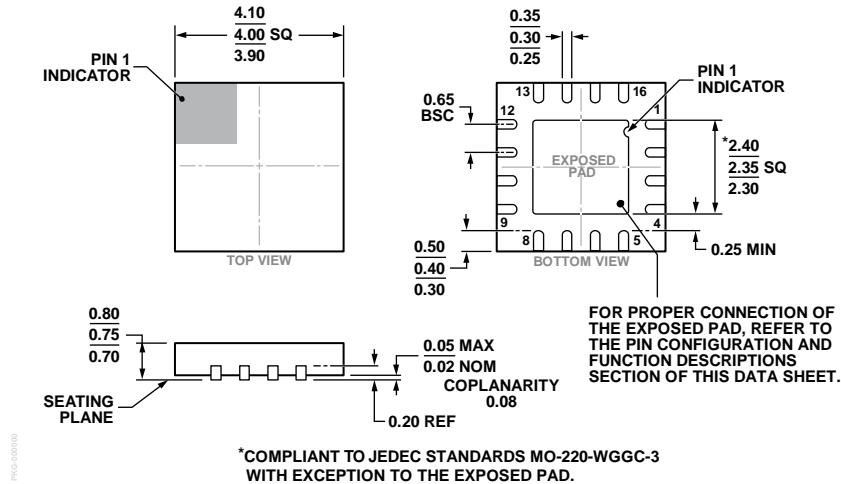 4.10
4.00 SQ
3.90
PIN 1
INDICATOR
TOP VIEW
0.35
0.30
0.25
PIN 1
INDICATOR
0.65
BSC
13
16
12
1
EXPOSED
PAD
*2.40
2.35 SQ
2.30
9
4
8
5
0.25 MIN
0.50
0.40
0.30
BOTTOM VIEW
FOR PROPER CONNECTION OF
THE EXPOSED PAD, REFER TO
THE PIN CONFIGURATION AND
FUNCTION DESCRIPTIONS
SECTION OF THIS DATA SHEET.
0.80
0.75
0.70
0.05 MAX
0.02 NOM
COPLANARITY
0.08
SEATING
PLANE
0.20 REF
*COMPLIANT TO JEDEC STANDARDS MO-220-WGGC-3
WITH EXCEPTION TO THE EXPOSED PAD.
PKG-000000